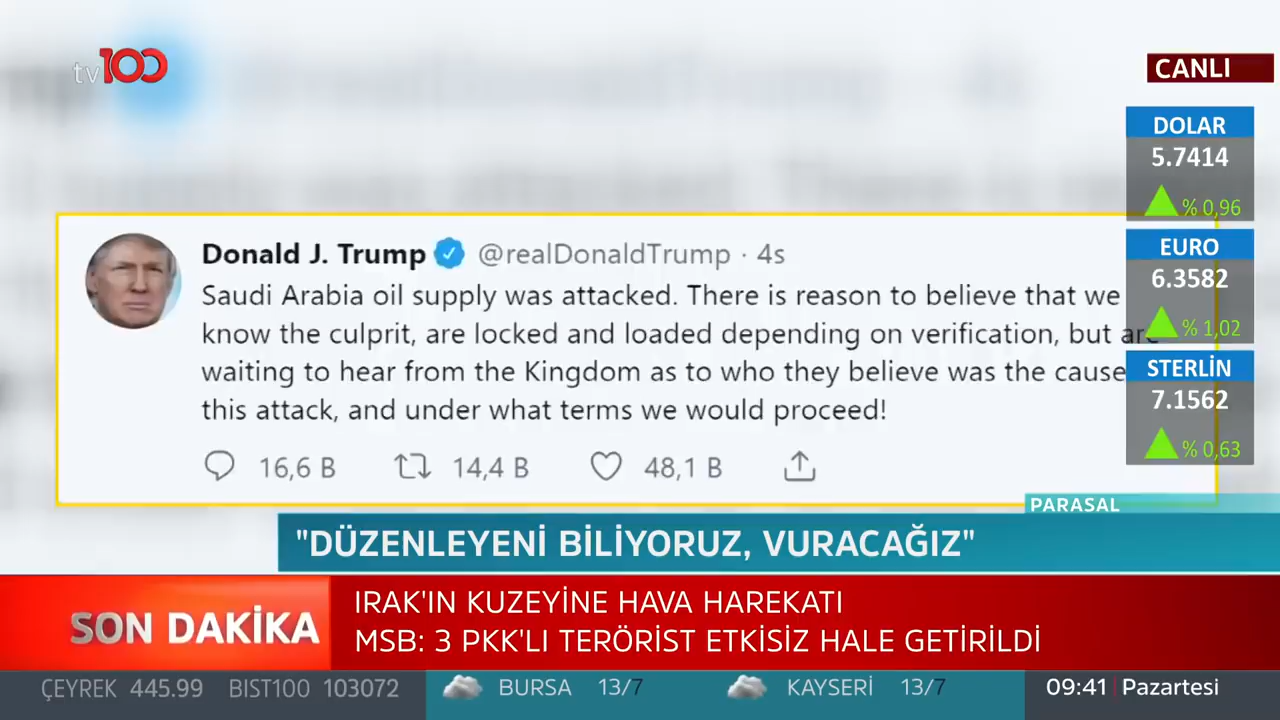 tv100
CANLI
DOLAR
5.7414
% 0,96
EURO
6.3582
% 1,02
STERLİN
7.1562
% 0,63
Donald J. Trump @realDonaldTrump · 4s
Saudi Arabia oil supply was attacked. There is reason to believe that we
know the culprit, are locked and loaded depending on verification, but are
waiting to hear from the Kingdom as to who they believe was the cause
this attack, and under what terms we would proceed!
16,6 B 14,4 B 48,1 B
PARASAL
"DÜZENLEYENİ BİLİYORUZ, VURACAĞIZ"
SON DAKİKA
IRAK'IN KUZEYİNE HAVA HAREKATI
MSB: 3 PKK'LI TERÖRİST ETKİSİZ HALE GETİRİLDİ
ÇEYREK 445.99 BIST100 103072 BURSA 13/7 KAYSERİ 13/7 09:41 Pazartesi